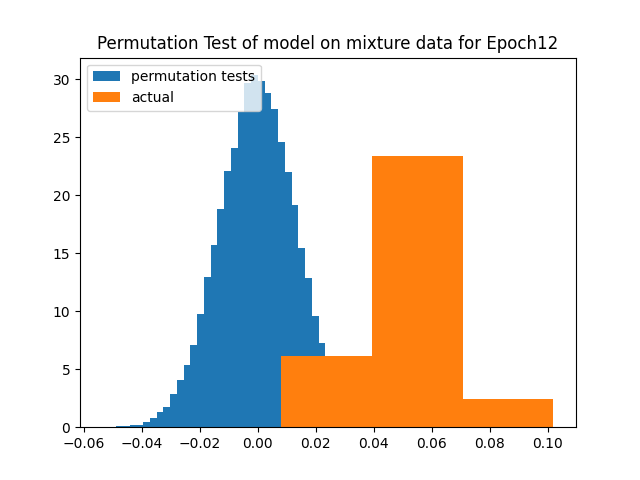 Permutation Test of model on mixture data for Epoch12
permutation tests
actual
30
25
20
15
10
5
0
−0.06 −0.04 −0.02 0.00 0.02 0.04 0.06 0.08 0.10